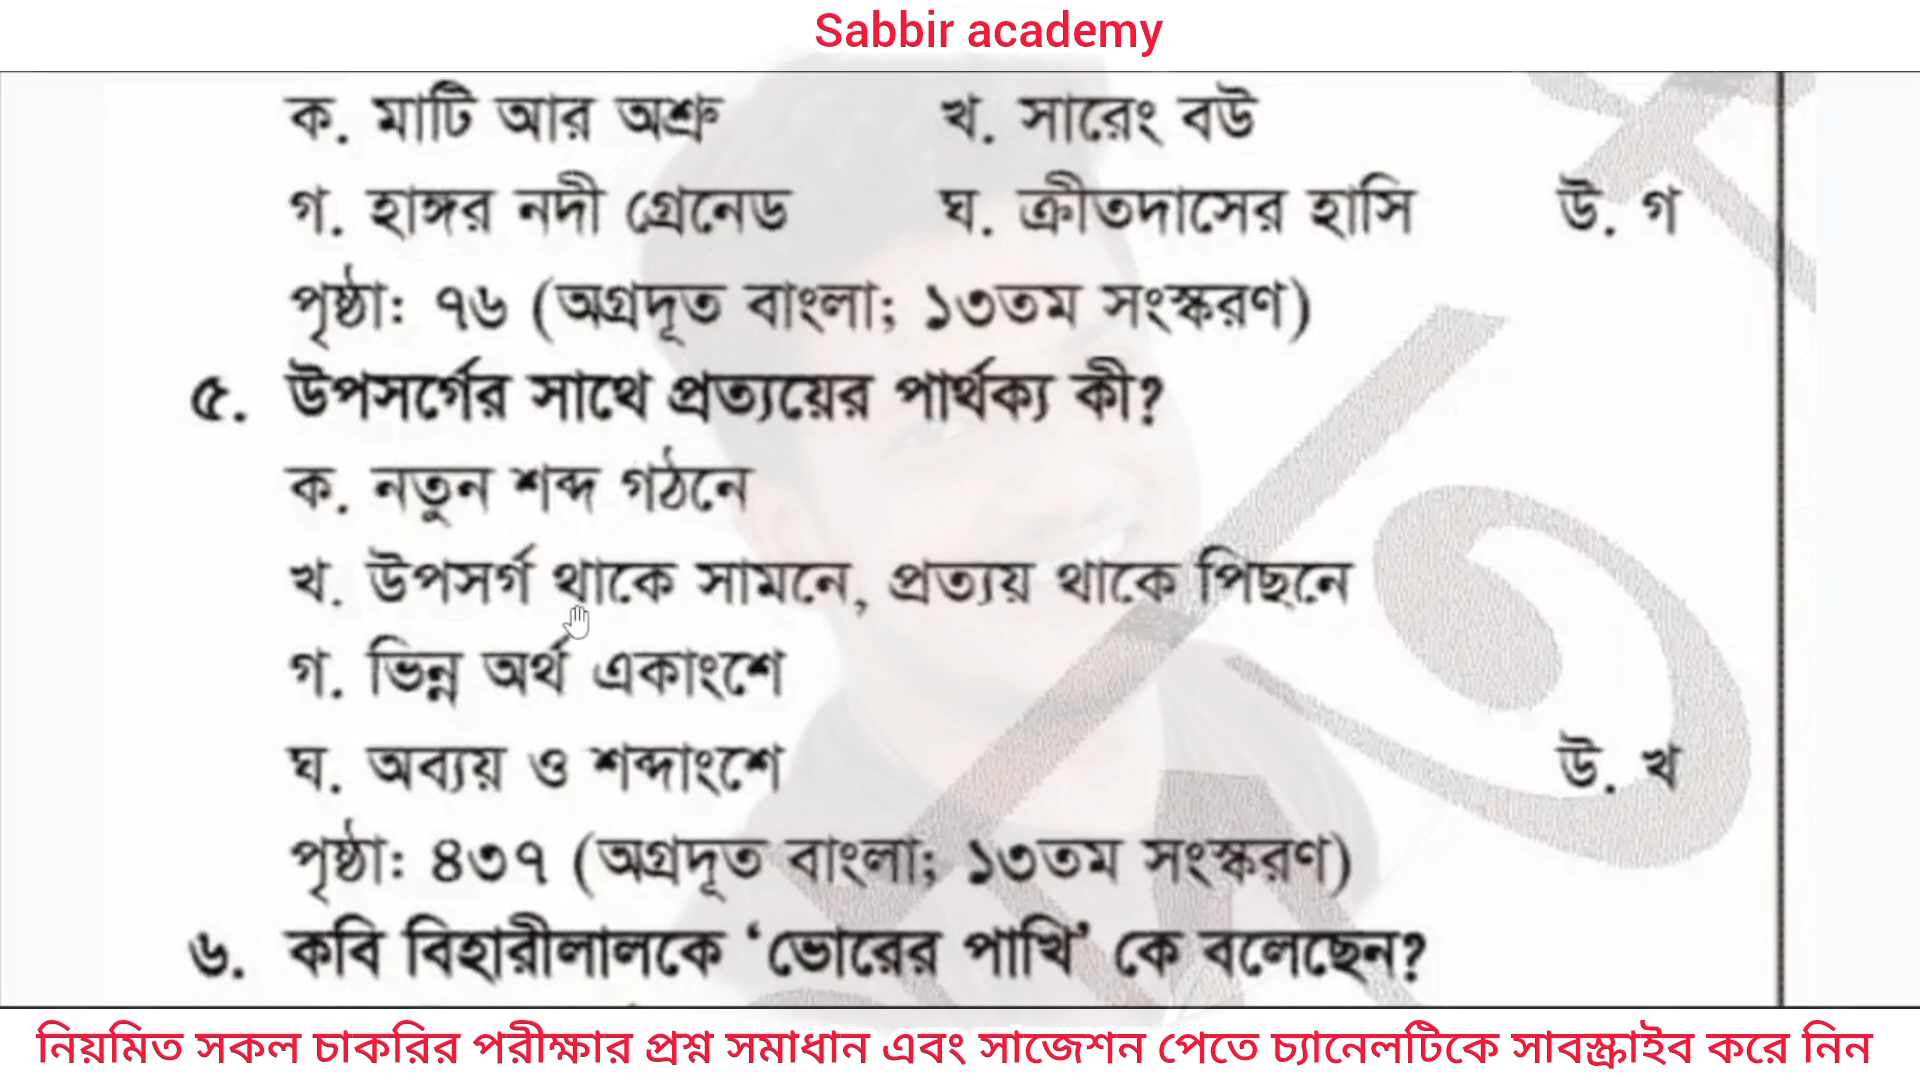 Sabbir academy
ক. মাটি আর অশ্রু খ. সারেং বউ
গ. হাঙ্গর নদী গ্রেনেড ঘ. ক্রীতদাসের হাসি উ. গ
পৃষ্ঠা: ৭৬ (অগ্রদূত বাংলা; ১৩তম সংস্করণ)
৫. উপসর্গের সাথে প্রত্যয়ের পার্থক্য কী?
ক. নতুন শব্দ গঠনে
খ. উপসর্গ থাকে সামনে, প্রত্যয় থাকে পিছনে
গ. ভিন্ন অর্থ একাংশে
ঘ. অব্যয় ও শব্দাংশে উ. খ
পৃষ্ঠা: ৪৩৭ (অগ্রদূত বাংলা; ১৩তম সংস্করণ)
৬. কবি বিহারীলালকে ‘ভোরের পাখি’ কে বলেছেন?
নিয়মিত সকল চাকরির পরীক্ষার প্রশ্ন সমাধান এবং সাজেশন পেতে চ্যানেলটিকে সাবস্ক্রাইব করে নিন